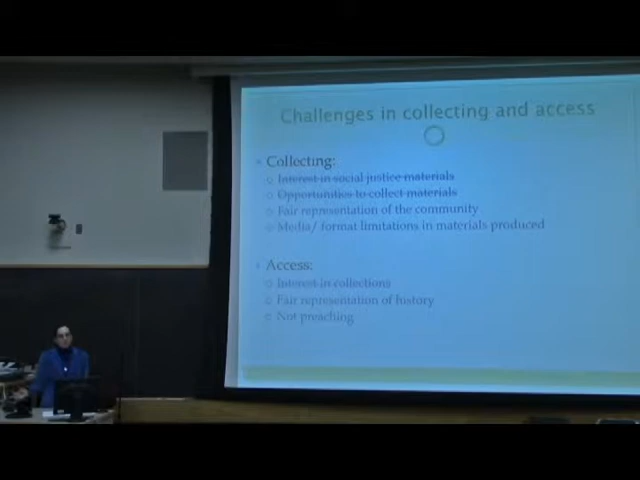 Challenges in collecting and access
Collecting:
Interest in social justice materials
Opportunities to collect materials
Fair representation of the community
Media/ format limitations in materials produced
Access:
Interest in collections
Fair representation of history
Not preaching